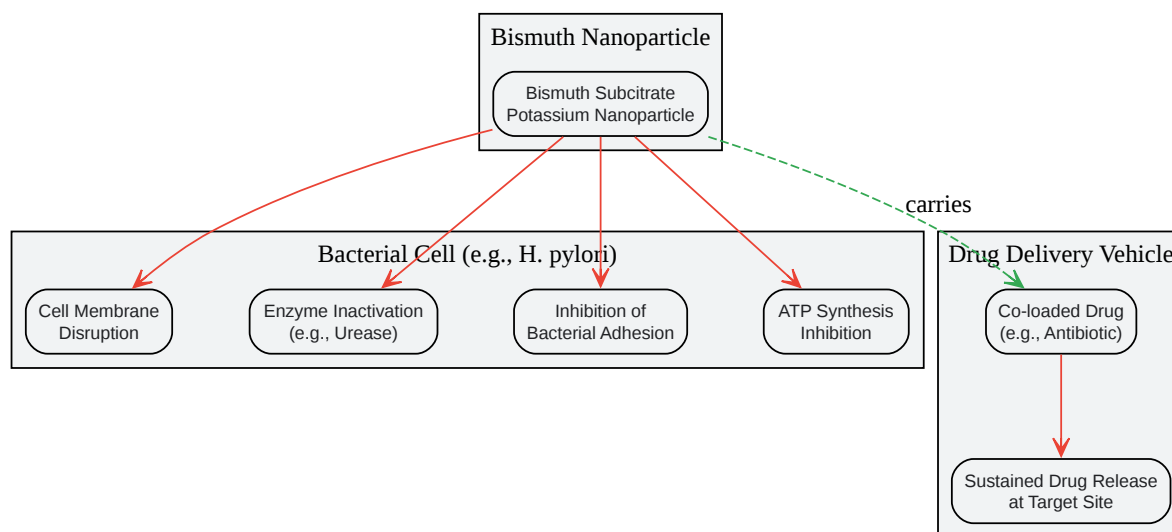 Bismuth Nanoparticle
Bismuth Subcitrate
Potassium Nanoparticle
carries
Bacterial Cell (e.g., H. pylori)
Cell Membrane
Disruption
Enzyme Inactivation
(e.g., Urease)
Inhibition of
Bacterial Adhesion
ATP Synthesis
Inhibition
Drug Delivery Vehicle
Co-loaded Drug
(e.g., Antibiotic)
Sustained Drug Release
at Target Site